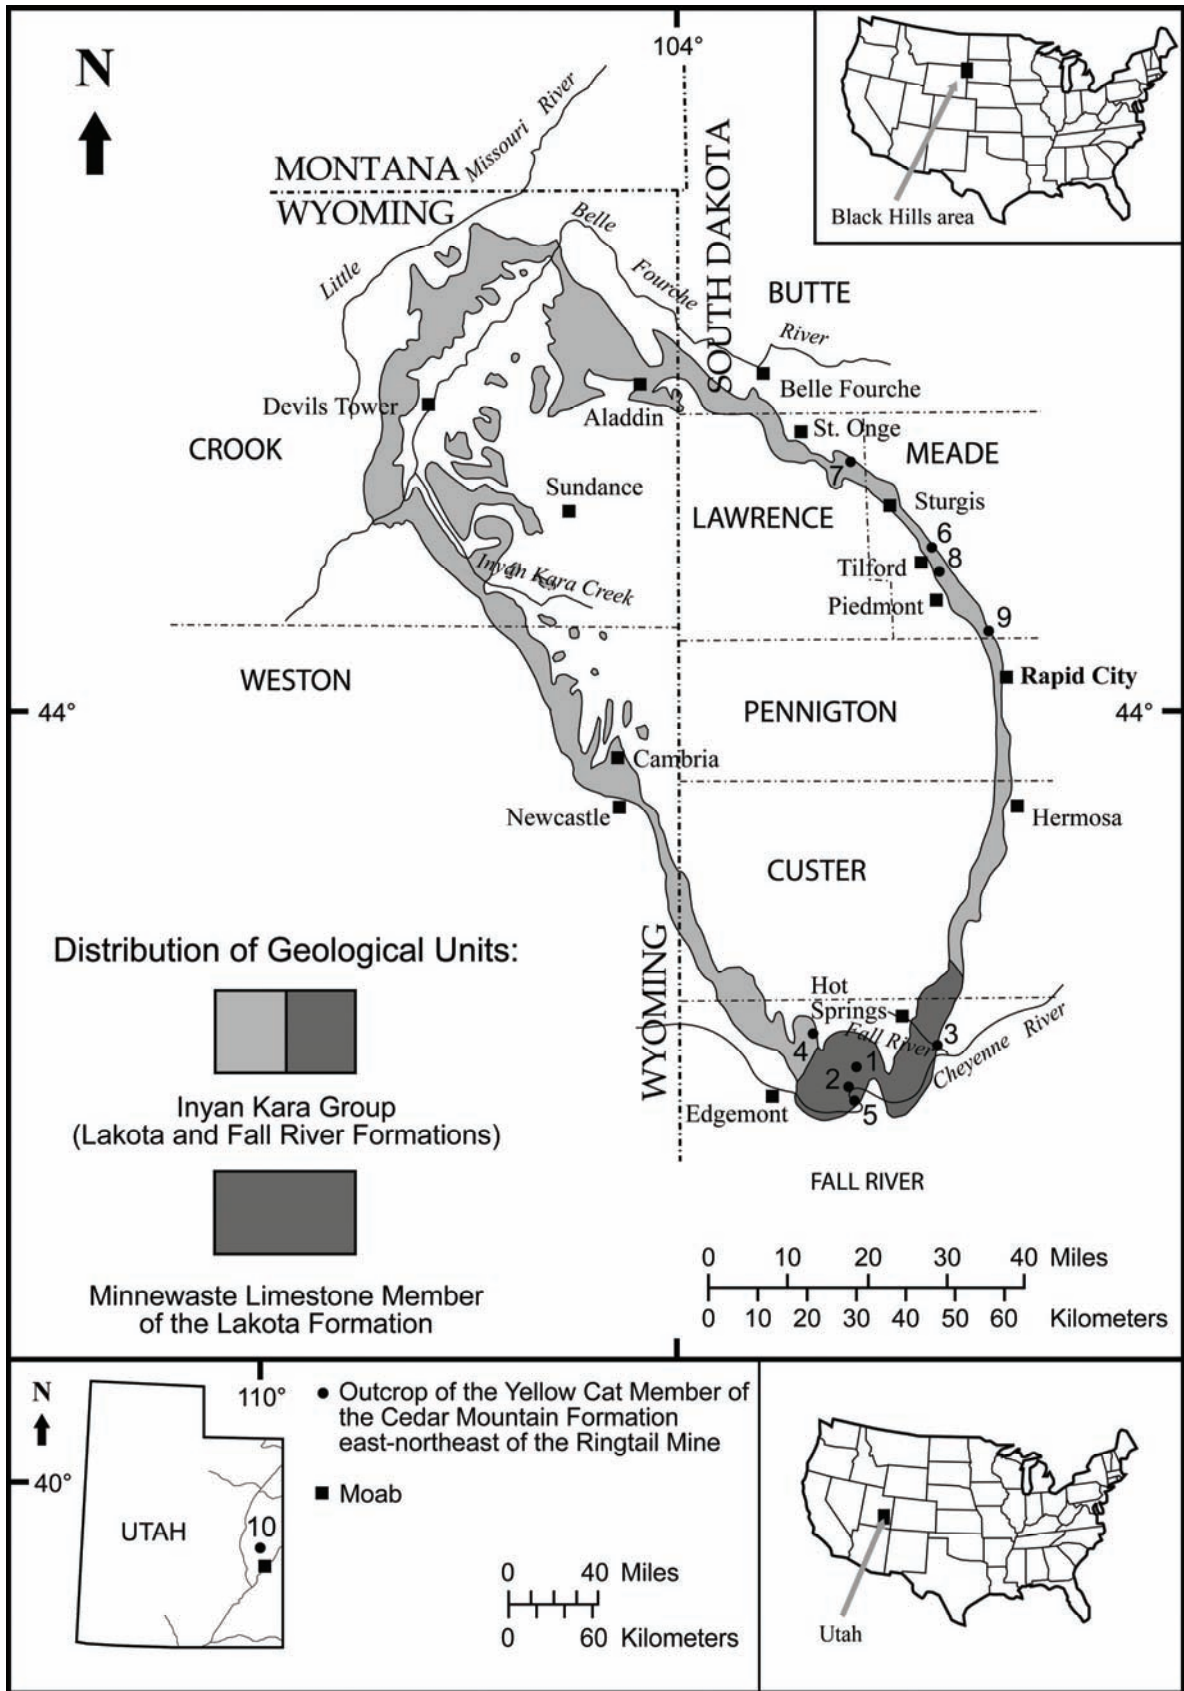 N
104°
Black Hills area
MONTANA
WYOMING
Little
Missouri
River
SOUTH DAKOTA
Belle
Fourche
River
BUTTE
Belle Fourche
Devils Tower
Aladdin
St. Onge
CROOK
MEADE
7
Sundance
Sturgis
LAWRENCE
6
Tilford
8
Inyan Kara Creek
Piedmont
9
WESTON
Rapid City
44°
PENNIGTON
44°
Cambria
Newcastle
Hermosa
CUSTER
WYOMING
Distribution of Geological Units:
Hot
Springs
Fall River
3
Cheyenne River
4
1
2
5
Edgemont
Inyan Kara Group
(Lakota and Fall River Formations)
FALL RIVER
0 10 20 30 40 Miles
0 10 20 30 40 50 60 Kilometers
Minnewaste Limestone Member
of the Lakota Formation
N
110°
40°
UTAH
10
Outcrop of the Yellow Cat Member of
the Cedar Mountain Formation
east-northeast of the Ringtail Mine
Moab
0 40 Miles
0 60 Kilometers
Utah